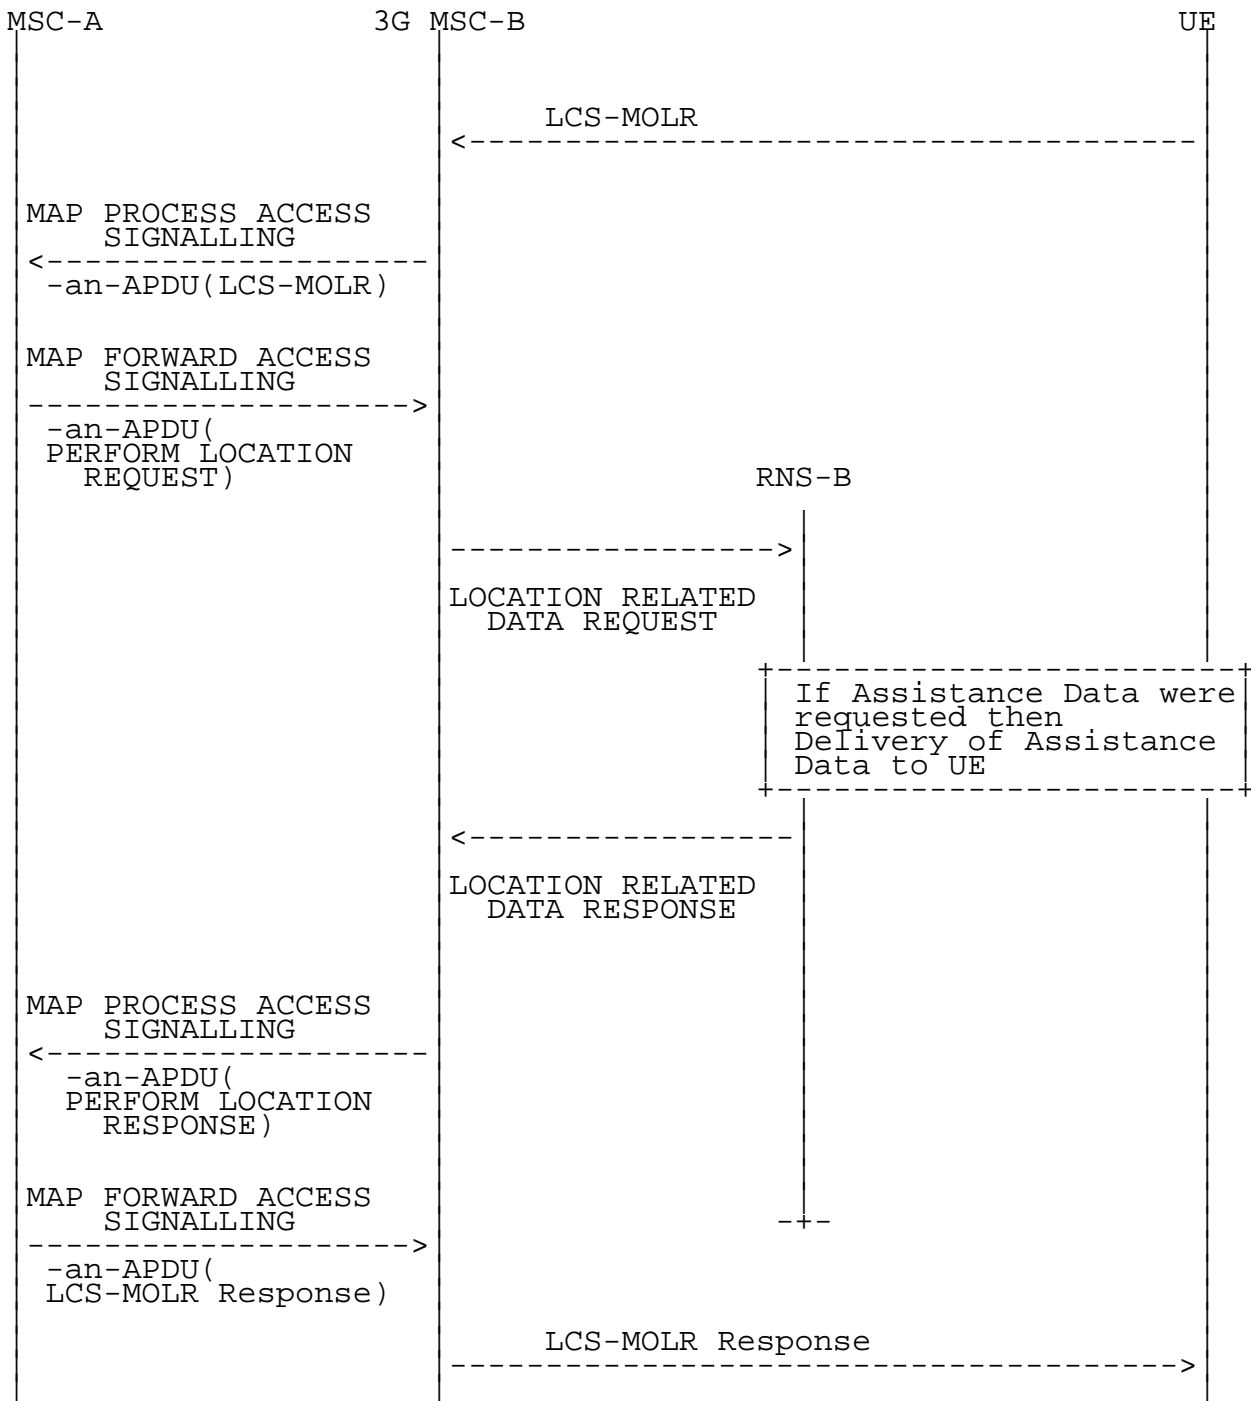 MSC-A 3G MSC-B UE
LCS-MOLR
MAP PROCESS ACCESS
SIGNALLING
-an-APDU(LCS-MOLR)
MAP FORWARD ACCESS
SIGNALLING
-an-APDU(
PERFORM LOCATION
REQUEST)
RNS-B
LOCATION RELATED
DATA REQUEST
If Assistance Data were
requested then
Delivery of Assistance
Data to UE
LOCATION RELATED
DATA RESPONSE
MAP PROCESS ACCESS
SIGNALLING
-an-APDU(
PERFORM LOCATION
RESPONSE)
MAP FORWARD ACCESS
SIGNALLING
-an-APDU(
LCS-MOLR Response)
LCS-MOLR Response